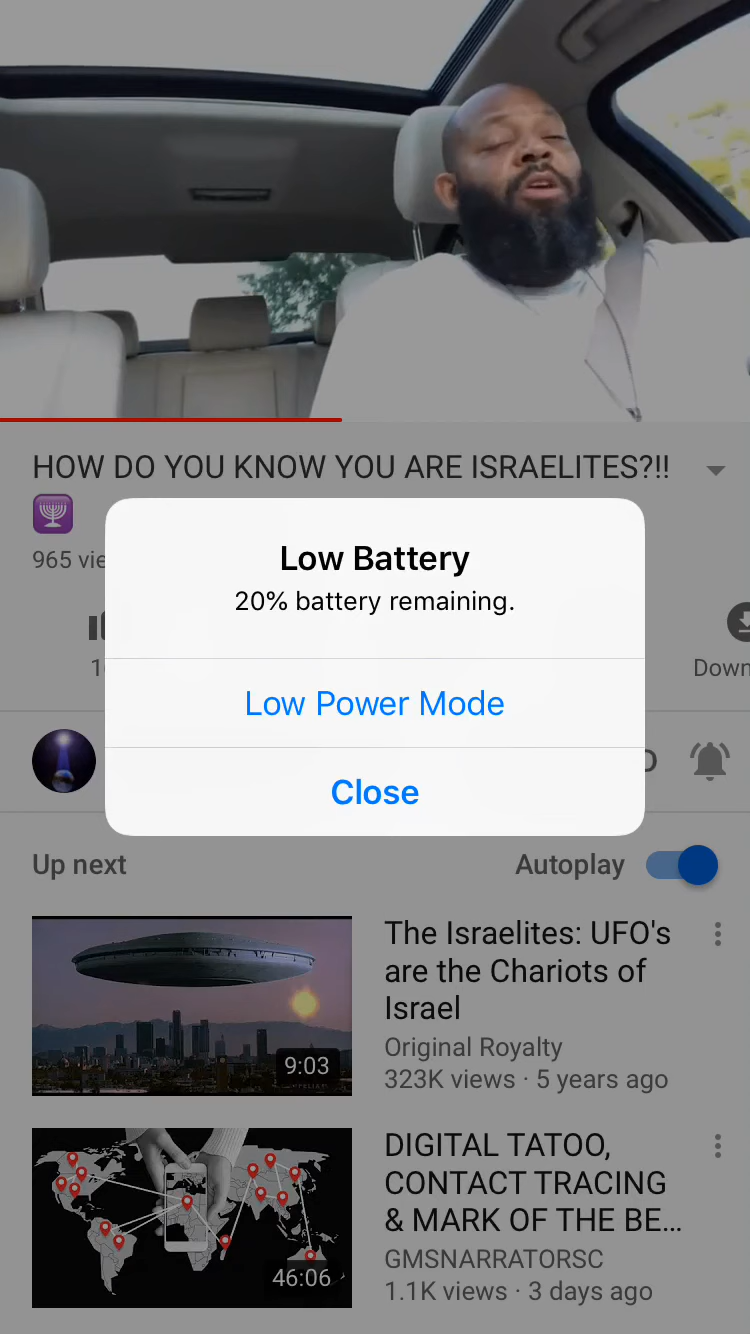 HOW DO YOU KNOW YOU ARE ISRAELITES?!!
965
Low Battery
20% battery remaining.
Low Power Mode
Close
Up next
Autoplay
The Israelites: UFO's
are the Chariots of
Israel
Original Royalty
323K views · 5 years ago
9:03
DIGITAL TATOO,
CONTACT TRACING
& MARK OF THE BE...
GMSNARRATORSC
1.1K views · 3 days ago
46:06